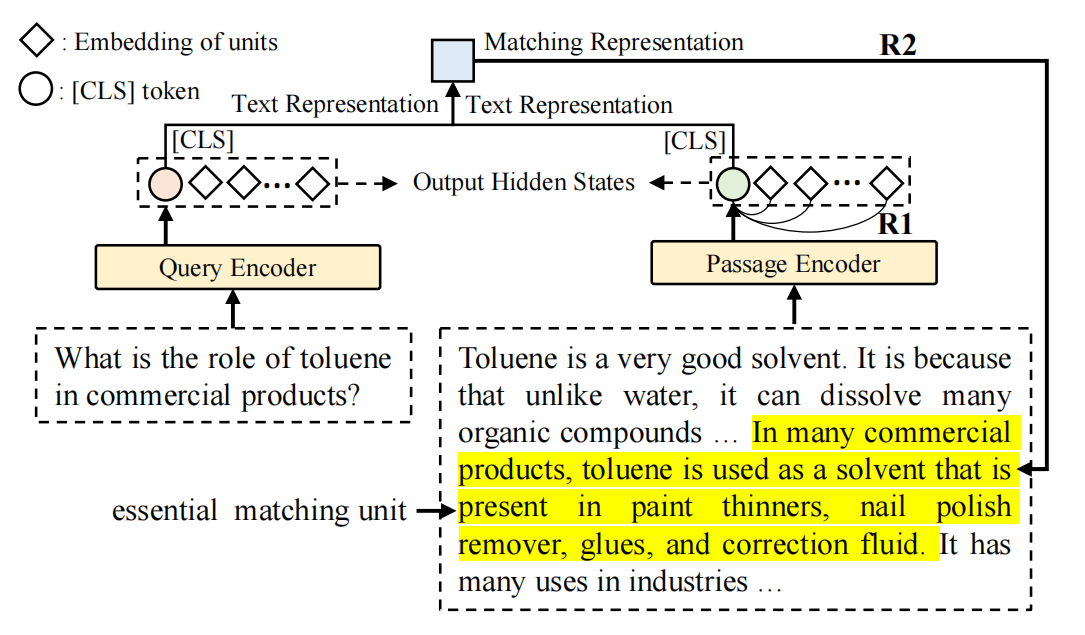 : Embedding of units
: [CLS] token
Matching Representation
R2
Text Representation
Text Representation
[CLS]
[CLS]
...
Output Hidden States
...
R1
Query Encoder
Passage Encoder
What is the role of toluene
in commercial products?
Toluene is a very good solvent. It is because
that unlike water, it can dissolve many
organic compounds ... In many commercial
products, toluene is used as a solvent that is
present in paint thinners, nail polish
remover, glues, and correction fluid. It has
many uses in industries ...
essential matching unit